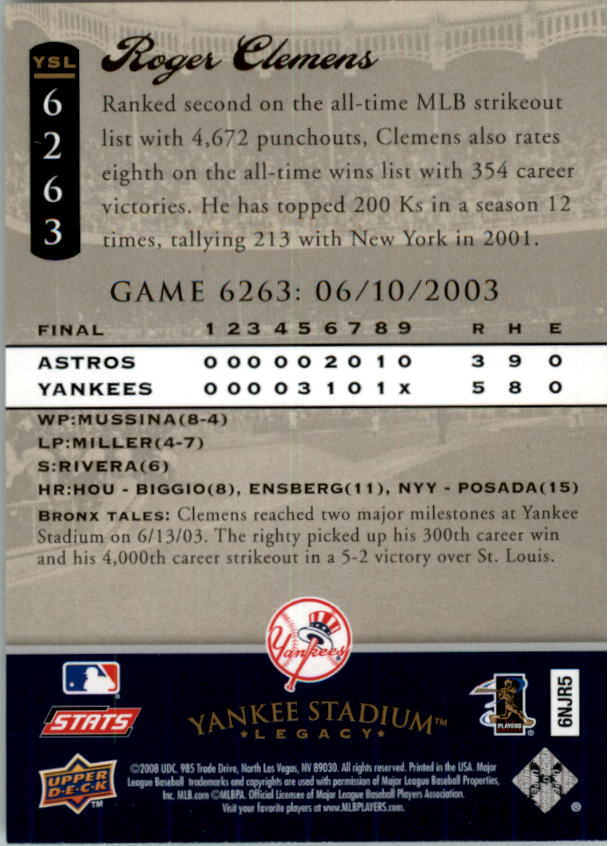 YSL
6
2
6
3
Roger Clemens
Ranked second on the all-time MLB strikeout
list with 4,672 punchouts, Clemens also rates
eighth on the all-time wins list with 354 career
victories. He has topped 200 Ks in a season 12
times, tallying 213 with New York in 2001.
GAME 6263: 06/10/2003
FINAL 1 2 3 4 5 6 7 8 9 R H E
ASTROS 0 0 0 0 0 2 0 1 0 3 9 0
YANKEES 0 0 0 0 3 1 0 1 X 5 8 0
WP:MUSSINA(8-4)
LP:MILLER(4-7)
S:RIVERA(6)
HR:HOU - BIGGIO(8), ENSBERG(11), NYY - POSADA(15)
BRONX TALES: Clemens reached two major milestones at Yankee
Stadium on 6/13/03. The righty picked up his 300th career win
and his 4,000th career strikeout in a 5-2 victory over St. Louis.
Yankees
STATS
YANKEE STADIUM™
LEGACY
PLAYERS
6NJR5
UPPER
D·E·C·K
™
©2008 UDC. 985 Trade Drive, North Las Vegas, NV 89030. All rights reserved. Printed in the USA. Major
League Baseball trademarks and copyrights are used with permission of Major League Baseball Properties,
Inc. MLB.com ©MLBPA. Official Licensee of Major League Baseball Players Association.
Visit your favorite players at www.MLBPLAYERS.com.
®